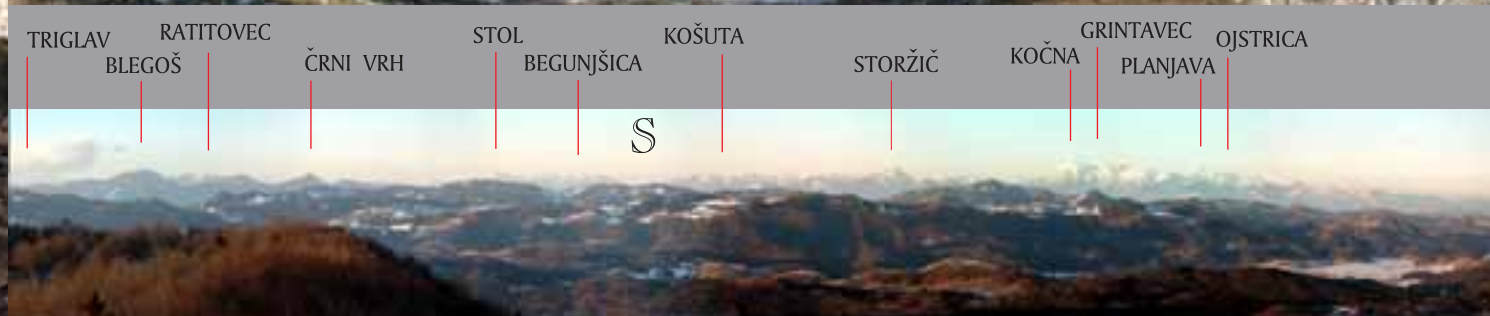 TRIGLAV
BLEGOŠ
RATITOVEC
ČRNI VRH
STOL
BEGUNJŠICA
S
KOŠUTA
STORŽIČ
KOČNA
GRINTAVEC
PLANJAVA
OJSTRICA